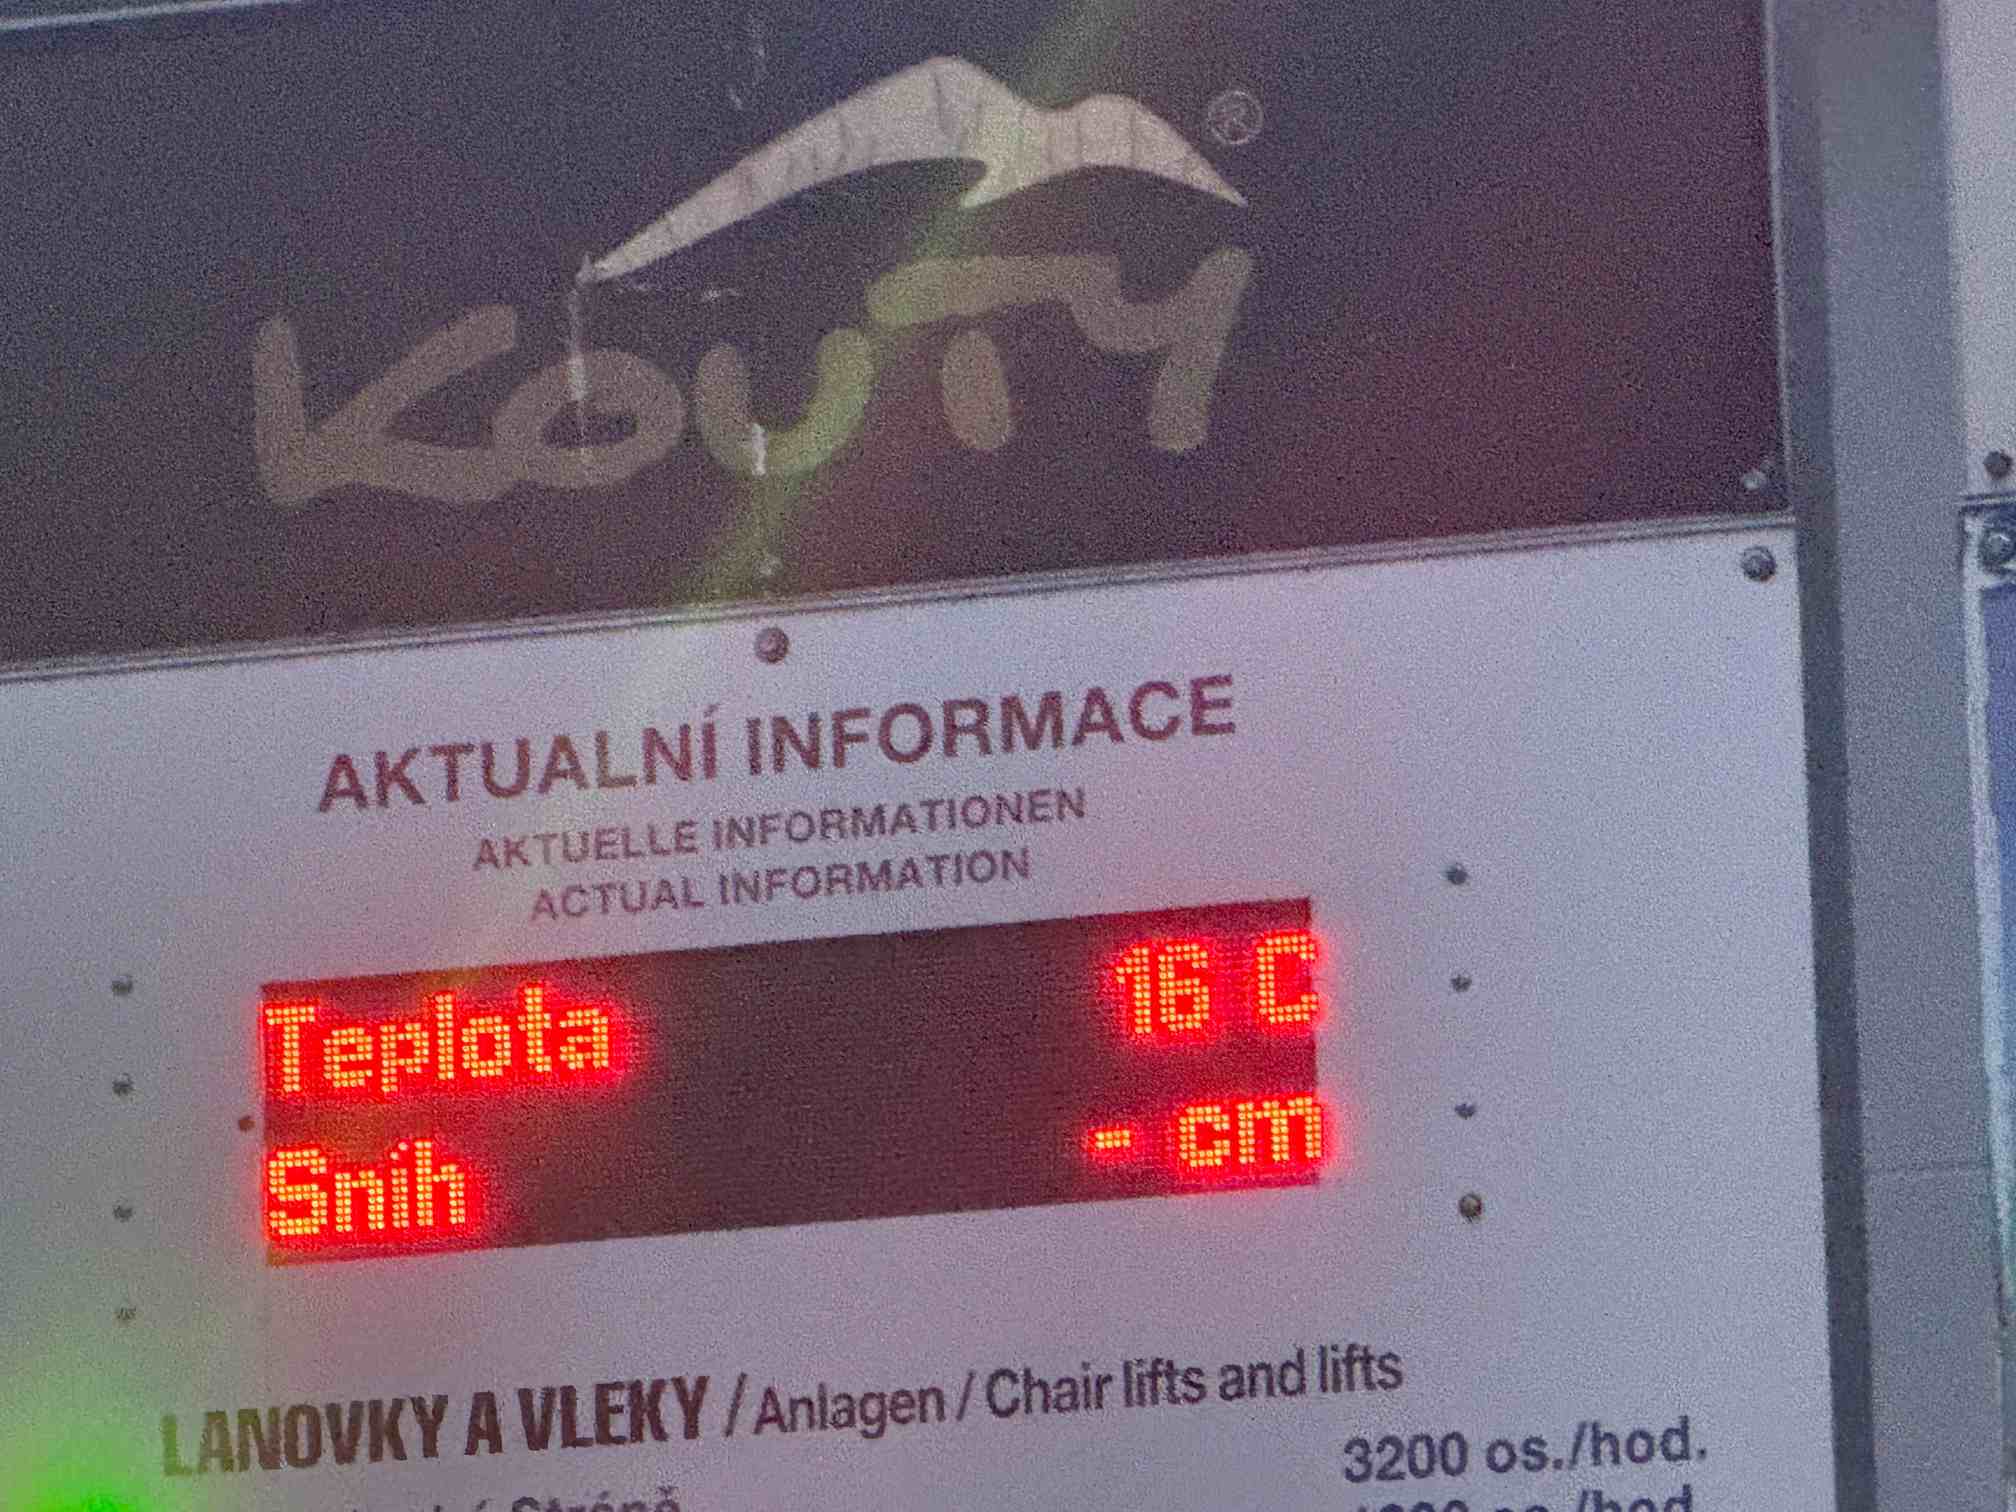 ®
KOUTY
AKTUALNÍ INFORMACE
AKTUELLE INFORMATIONEN
ACTUAL INFORMATION
Teplota 16 C
Sníh - cm
LANOVKY A VLEKY / Anlagen / Chair lifts and lifts
3200 os./hod.